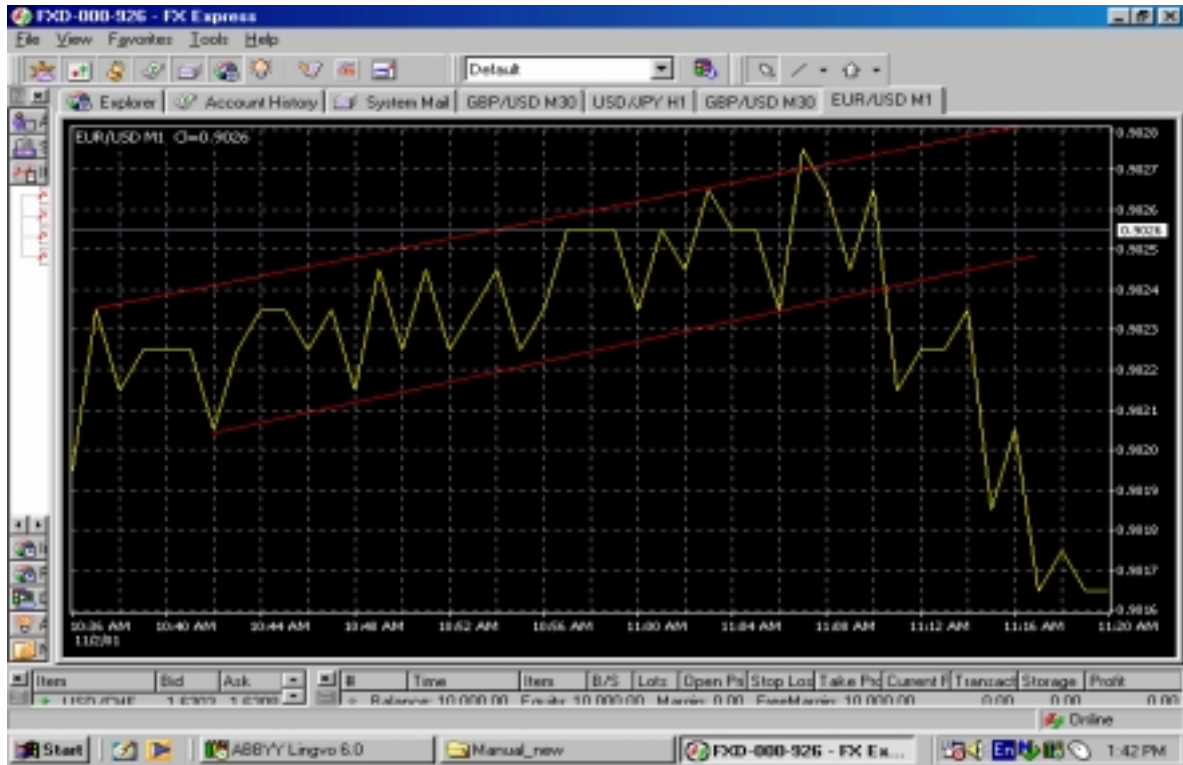 FXD-000-926 - FX Express
File View Favorites Tools Help
Default
Explorer Account History System Mail GBP/USD M30 USD/JPY H1 GBP/USD M30 EUR/USD M1
EUR/USD M1 Cl=0.9026
0.9028
0.9027
0.9026
0.9026
0.9025
0.9024
0.9023
0.9022
0.9021
0.9020
0.9019
0.9018
0.9017
0.9016
10:36 AM 10:40 AM 10:44 AM 10:48 AM 10:52 AM 10:56 AM 11:00 AM 11:04 AM 11:08 AM 11:12 AM 11:16 AM 11:20 AM
Item Bid Ask # Time Item B/S Lots Open Pri Stop Los Take Pro Current P Transact Storage Profit
USD/CHF Balance: 10 000.00 Equity: 10 000.00 Margin: 0.00 FreeMargin: 10 000.00 0.00 0.00 0.00
Online
Start ABBYY Lingvo 6.0 Manual_new FXD-000-926 - FX Ex... En 1:42 PM